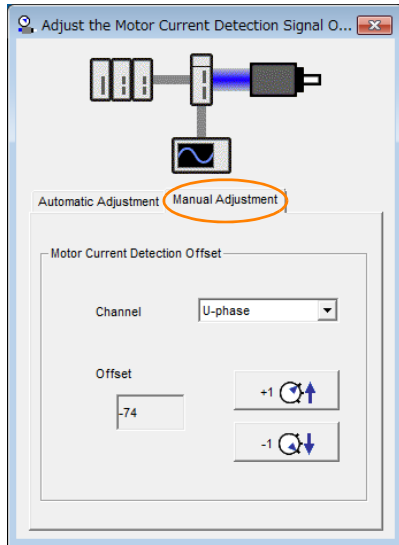 Adjust the Motor Current Detection Signal O...
Automatic Adjustment
Manual Adjustment
Motor Current Detection Offset
Channel
U-phase
Offset
-74
+1
-1